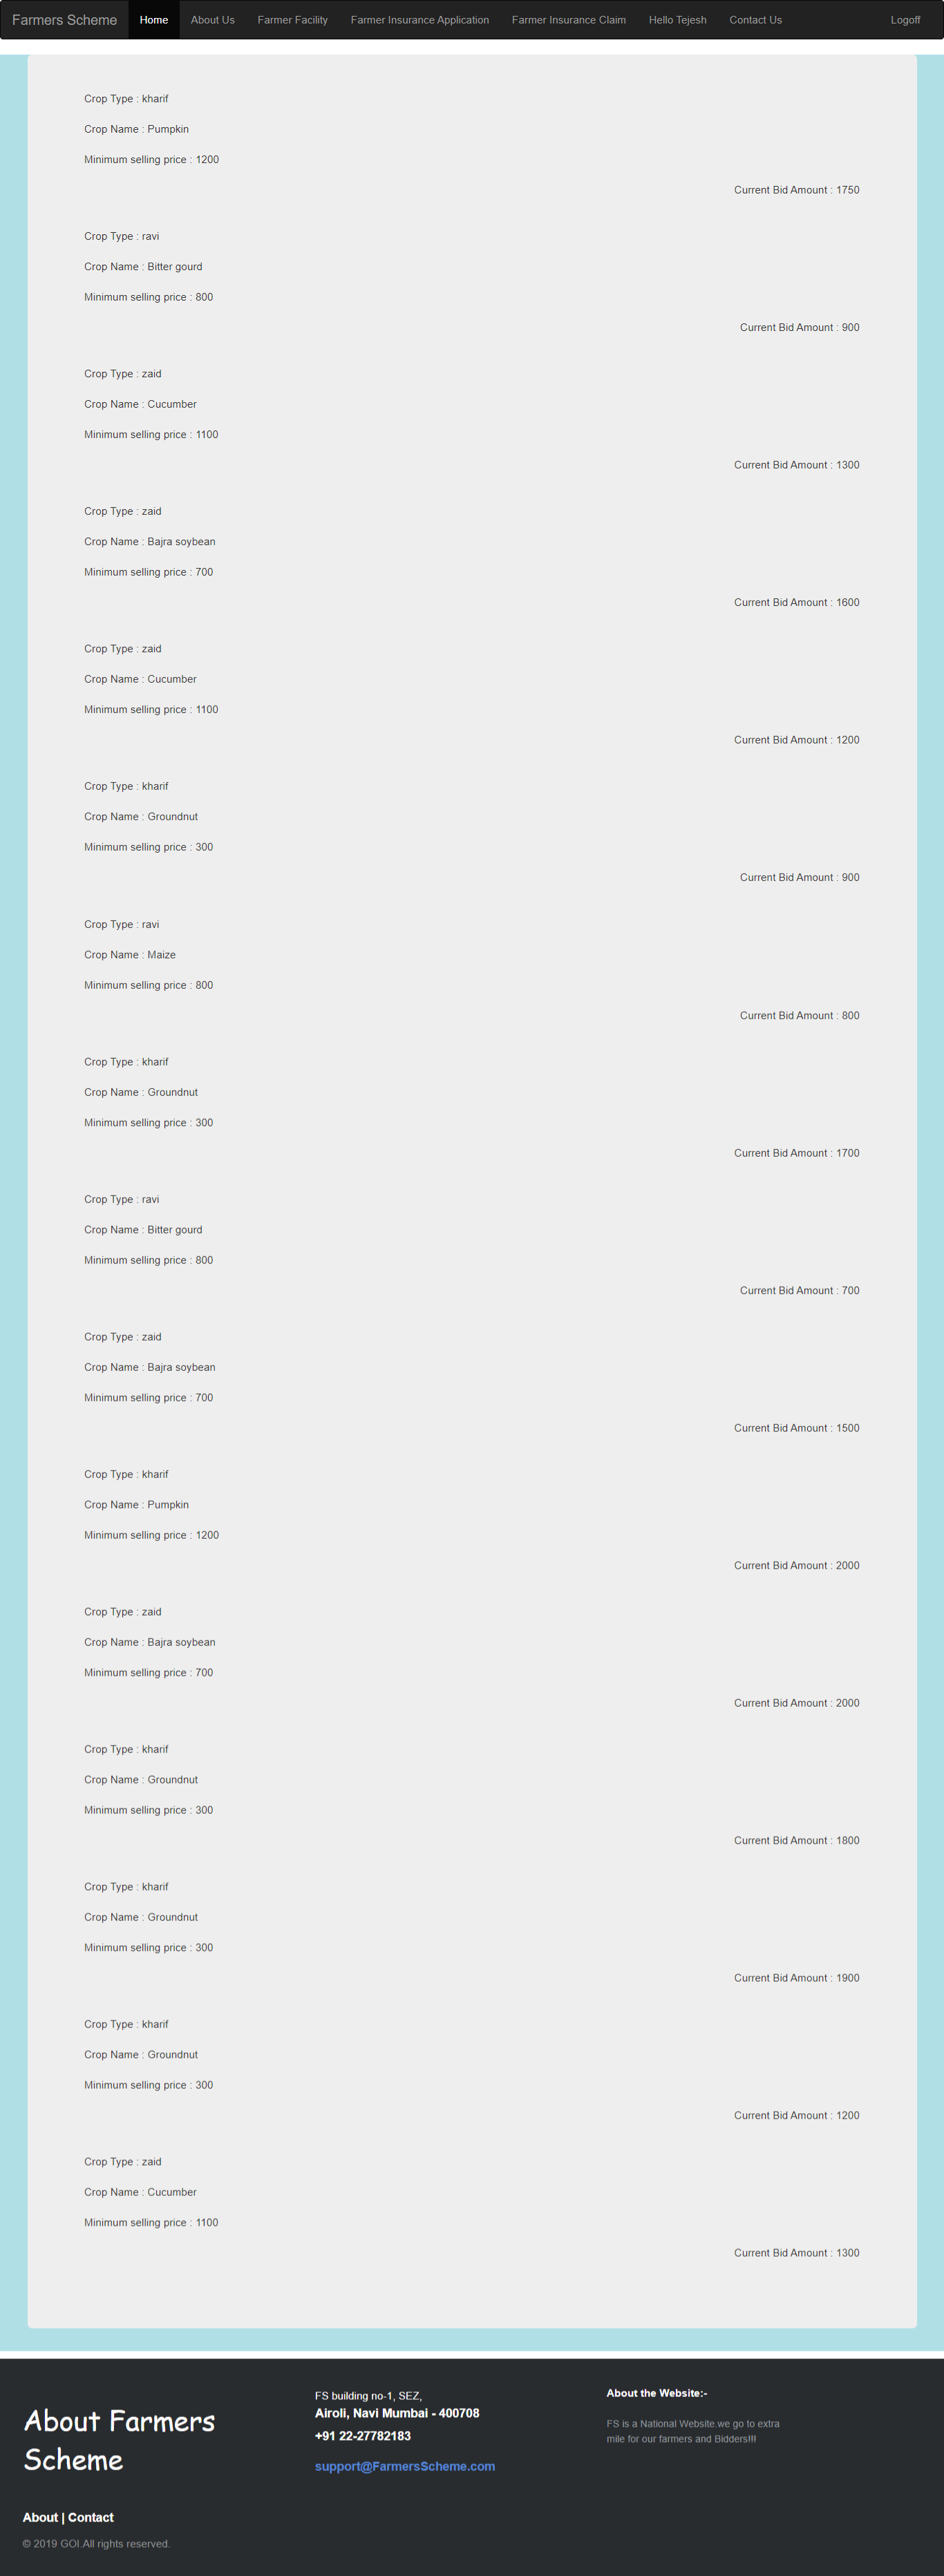 Farmers Scheme Home About Us Farmer Facility Farmer Insurance Application Farmer Insurance Claim Hello Tejesh Contact Us Logoff
Crop Type : kharif
Crop Name : Pumpkin
Minimum selling price : 1200
Current Bid Amount : 1750
Crop Type : ravi
Crop Name : Bitter gourd
Minimum selling price : 800
Current Bid Amount : 900
Crop Type : zaid
Crop Name : Cucumber
Minimum selling price : 1100
Current Bid Amount : 1300
Crop Type : zaid
Crop Name : Bajra soybean
Minimum selling price : 700
Current Bid Amount : 1600
Crop Type : zaid
Crop Name : Cucumber
Minimum selling price : 1100
Current Bid Amount : 1200
Crop Type : kharif
Crop Name : Groundnut
Minimum selling price : 300
Current Bid Amount : 900
Crop Type : ravi
Crop Name : Maize
Minimum selling price : 800
Current Bid Amount : 800
Crop Type : kharif
Crop Name : Groundnut
Minimum selling price : 300
Current Bid Amount : 1700
Crop Type : ravi
Crop Name : Bitter gourd
Minimum selling price : 800
Current Bid Amount : 700
Crop Type : zaid
Crop Name : Bajra soybean
Minimum selling price : 700
Current Bid Amount : 1500
Crop Type : kharif
Crop Name : Pumpkin
Minimum selling price : 1200
Current Bid Amount : 2000
Crop Type : zaid
Crop Name : Bajra soybean
Minimum selling price : 700
Current Bid Amount : 2000
Crop Type : kharif
Crop Name : Groundnut
Minimum selling price : 300
Current Bid Amount : 1800
Crop Type : kharif
Crop Name : Groundnut
Minimum selling price : 300
Current Bid Amount : 1900
Crop Type : kharif
Crop Name : Groundnut
Minimum selling price : 300
Current Bid Amount : 1200
Crop Type : zaid
Crop Name : Cucumber
Minimum selling price : 1100
Current Bid Amount : 1300
About Farmers
Scheme
About | Contact
© 2019 GOI.All rights reserved.
FS building no-1, SEZ,
Airoli, Navi Mumbai - 400708
+91 22-27782183
support@FarmersScheme.com
About the Website:-
FS is a National Website.we go to extra
mile for our farmers and Bidders!!!